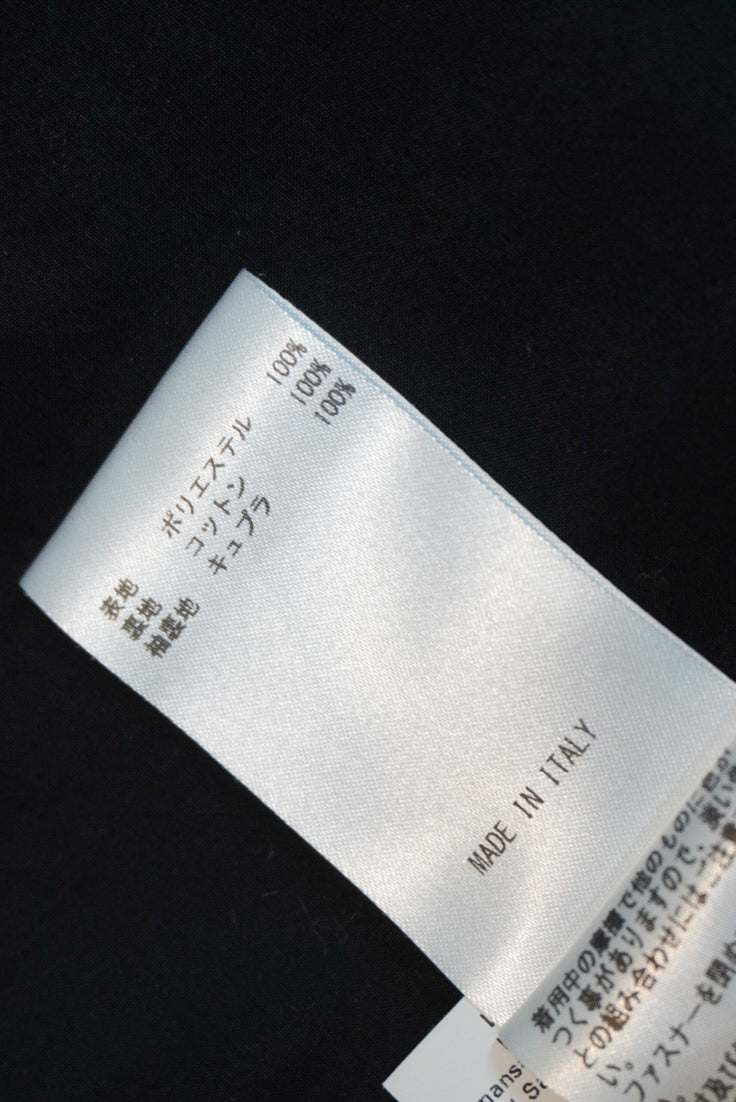 表地 ポリエステル 100%
裏地 コットン 100%
袖裏地 キュプラ 100%
MADE IN ITALY
着用中の摩擦で他のものに色が
つく事がありますので、淡い色
との組み合わせにはご注意
い。
ファスナーを閉め